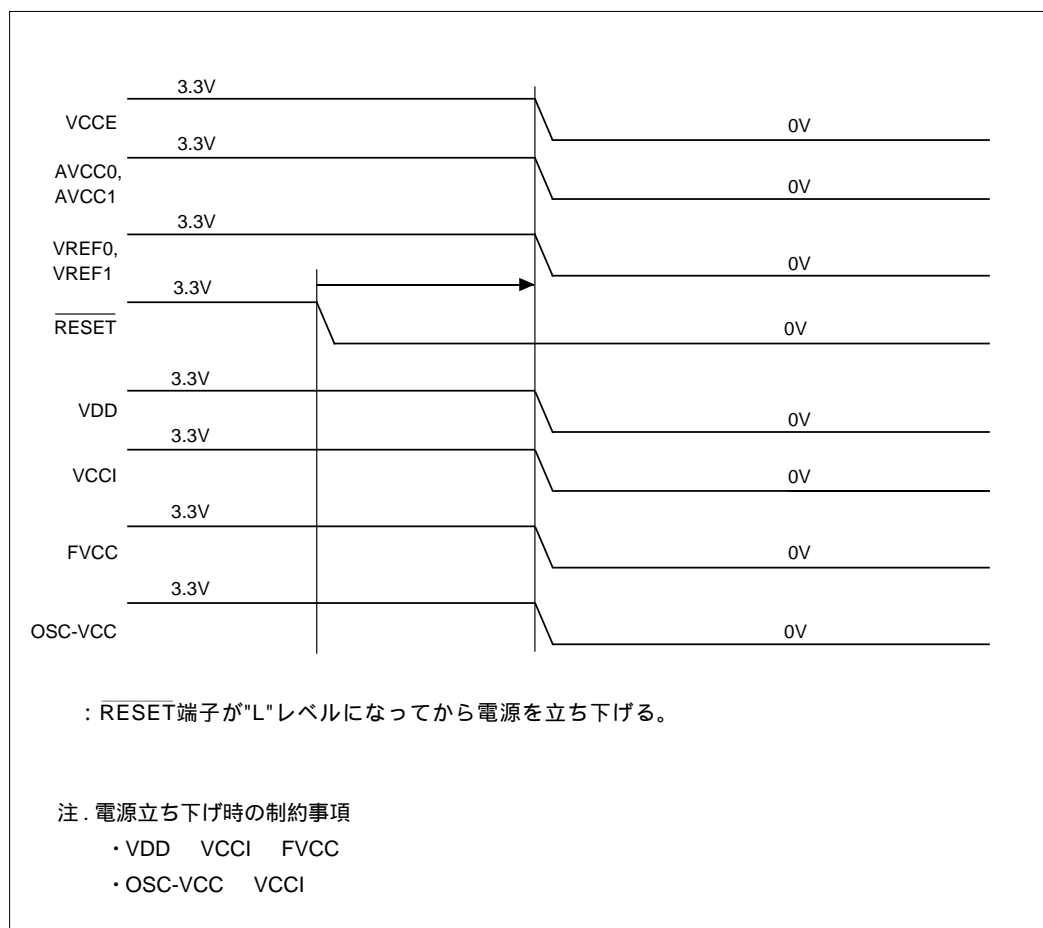 3.3V
VCCE
0V
3.3V
AVCC0,
AVCC1
0V
3.3V
VREF0,
VREF1
0V
3.3V
RESET
0V
3.3V
VDD
0V
3.3V
VCCI
0V
3.3V
FVCC
0V
3.3V
OSC-VCC
0V
: RESET端子が"L"レベルになってから電源を立ち下げる。
注 . 電源立ち下げ時の制約事項
・VDD VCCI FVCC
・OSC-VCC VCCI